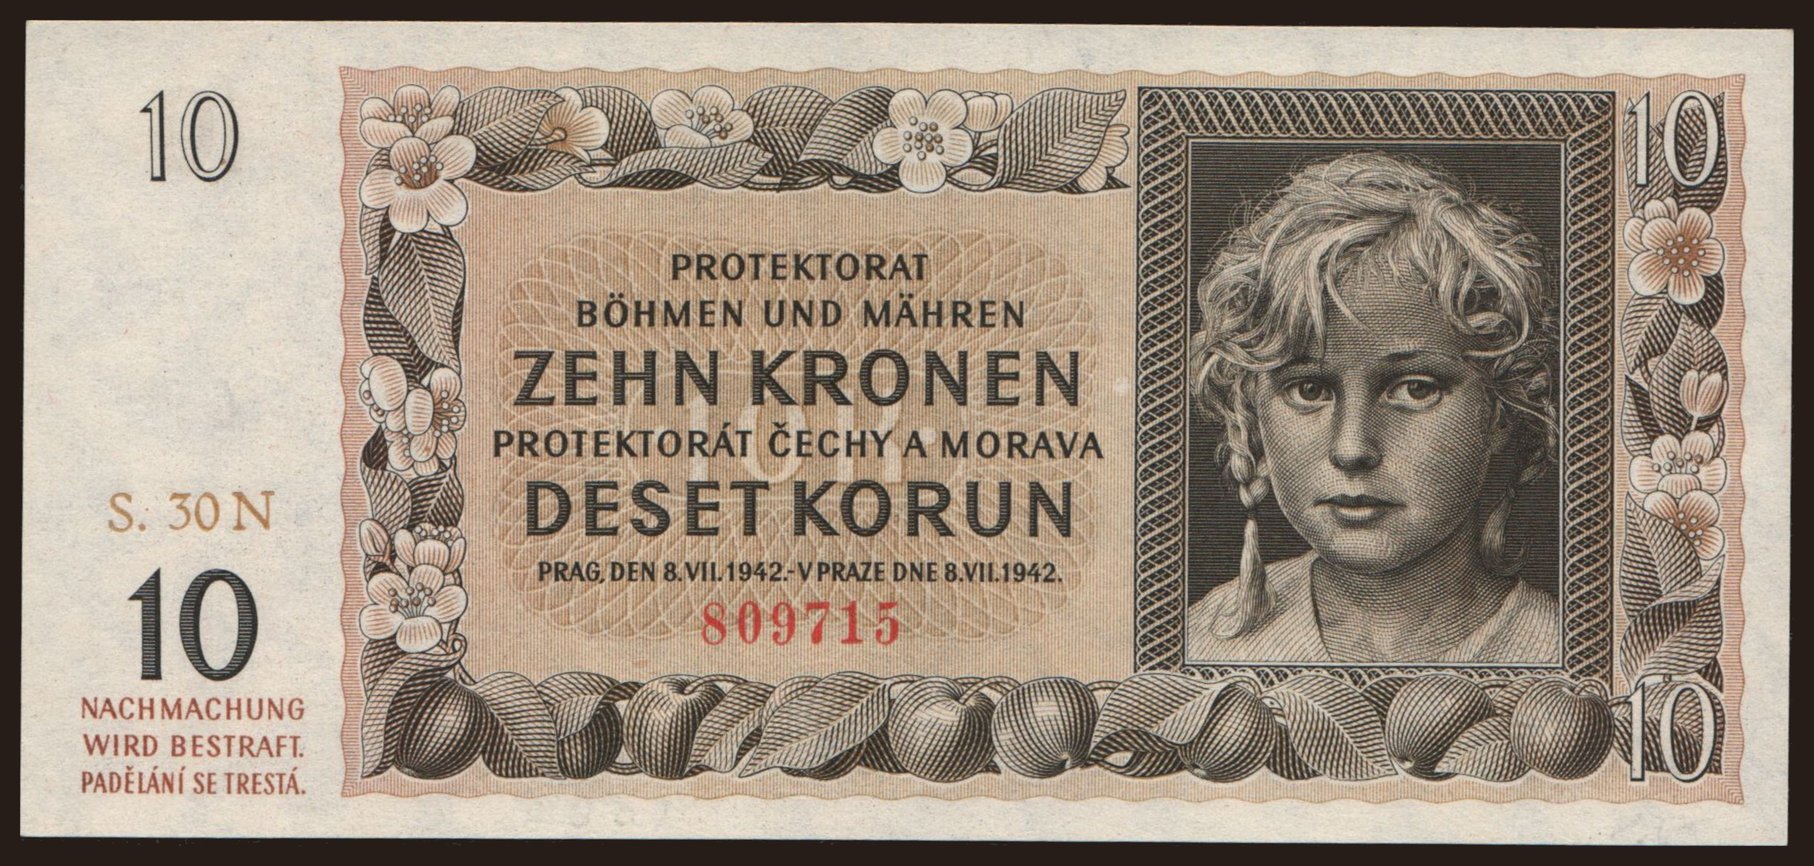 10
10
PROTEKTORAT
BÖHMEN UND MÄHREN
ZEHN KRONEN
PROTEKTORÁT ČECHY A MORAVA
DESET KORUN
PRAG, DEN 8.VII.1942.-V PRAZE DNE 8.VII.1942.
809715
S. 30 N
10
NACHMACHUNG
WIRD BESTRAFT.
PADĚLÁNÍ SE TRESTÁ.
10